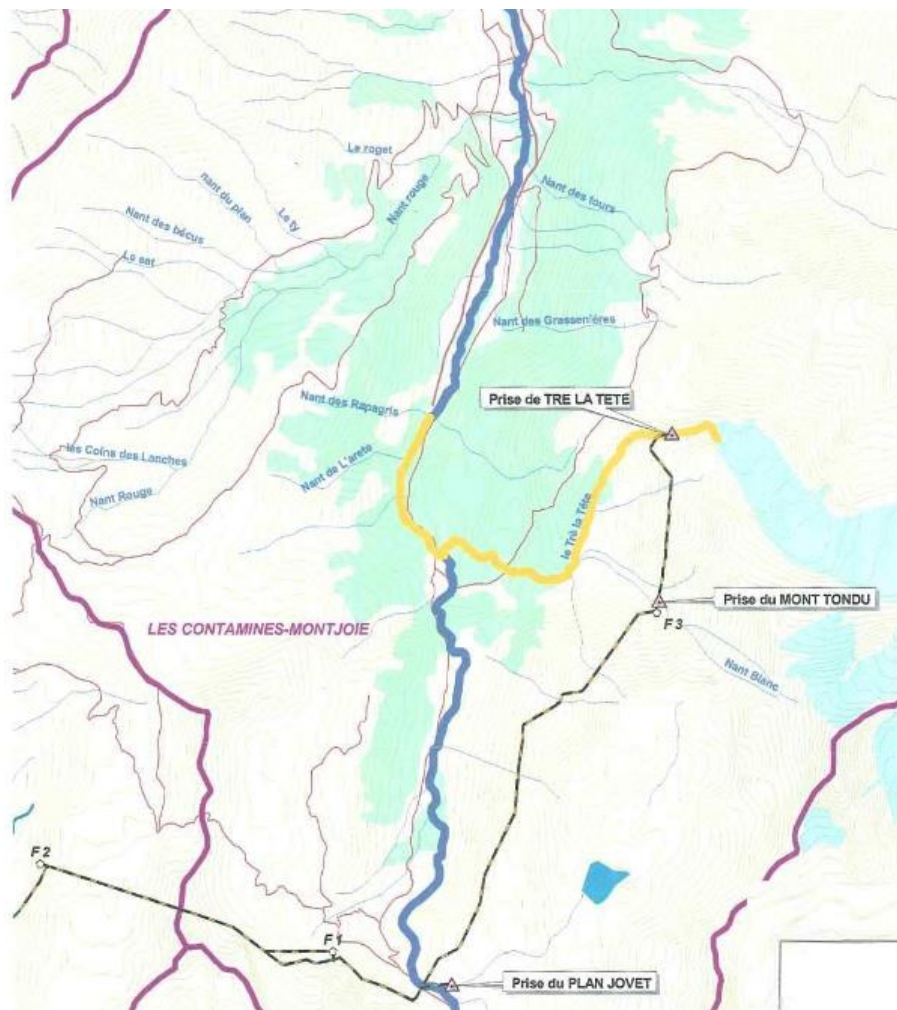 Le roget
Nant rouge
Nant des fours
nant du plan
Le ty
Nant des bécus
Le sat
Nant des Grassenières
Prise de TRE LA TETE
Nant des Rapagris
les Coins des Lanches
Nant de L'arete
Nant Rouge
le Tré la Tête
Prise du MONT TONDU
F 3
LES CONTAMINES-MONTJOIE
Nant Blanc
F 2
F 1
Prise du PLAN JOVET